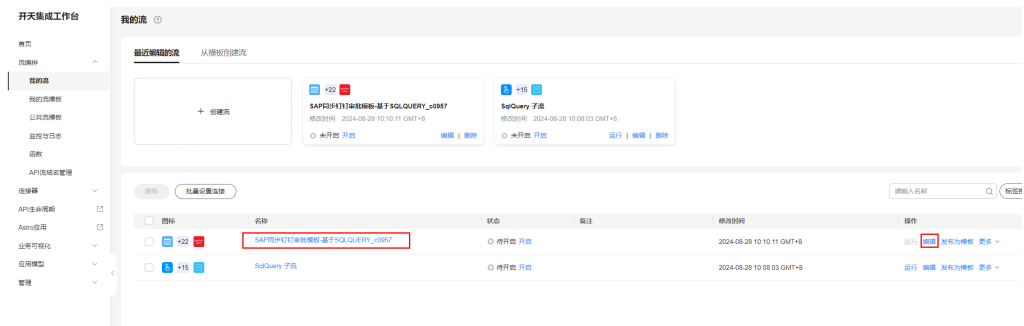 开天集成工作台
我的流
首页
流编排
我的流
我的流模板
公共流模板
监控与日志
函数
API流域名管理
连接器
API生命周期
Astro应用
业务可视化
应用模型
管理
最近编辑的流 从模板创建流
+ 创建流
+22
SAP同步钉钉审批模板-基于SQLQUERY_c0957
修改时间 2024-08-28 10:10:11 GMT+8
未开启 开启 编辑 | 删除
+15
SqlQuery 子流
修改时间 2024-08-28 10:08:03 GMT+8
未开启 开启 运行 | 编辑 | 删除
删除 批量设置连接 请输入名称
图标 名称 状态 备注 修改时间 操作
+22 SAP同步钉钉审批模板-基于SQLQUERY_c0957 待开启 开启 2024-08-28 10:10:11 GMT+8 运行 编辑 发布为模板 更多
+15 SqlQuery 子流 待开启 开启 2024-08-28 10:08:03 GMT+8 运行 编辑 发布为模板 更多